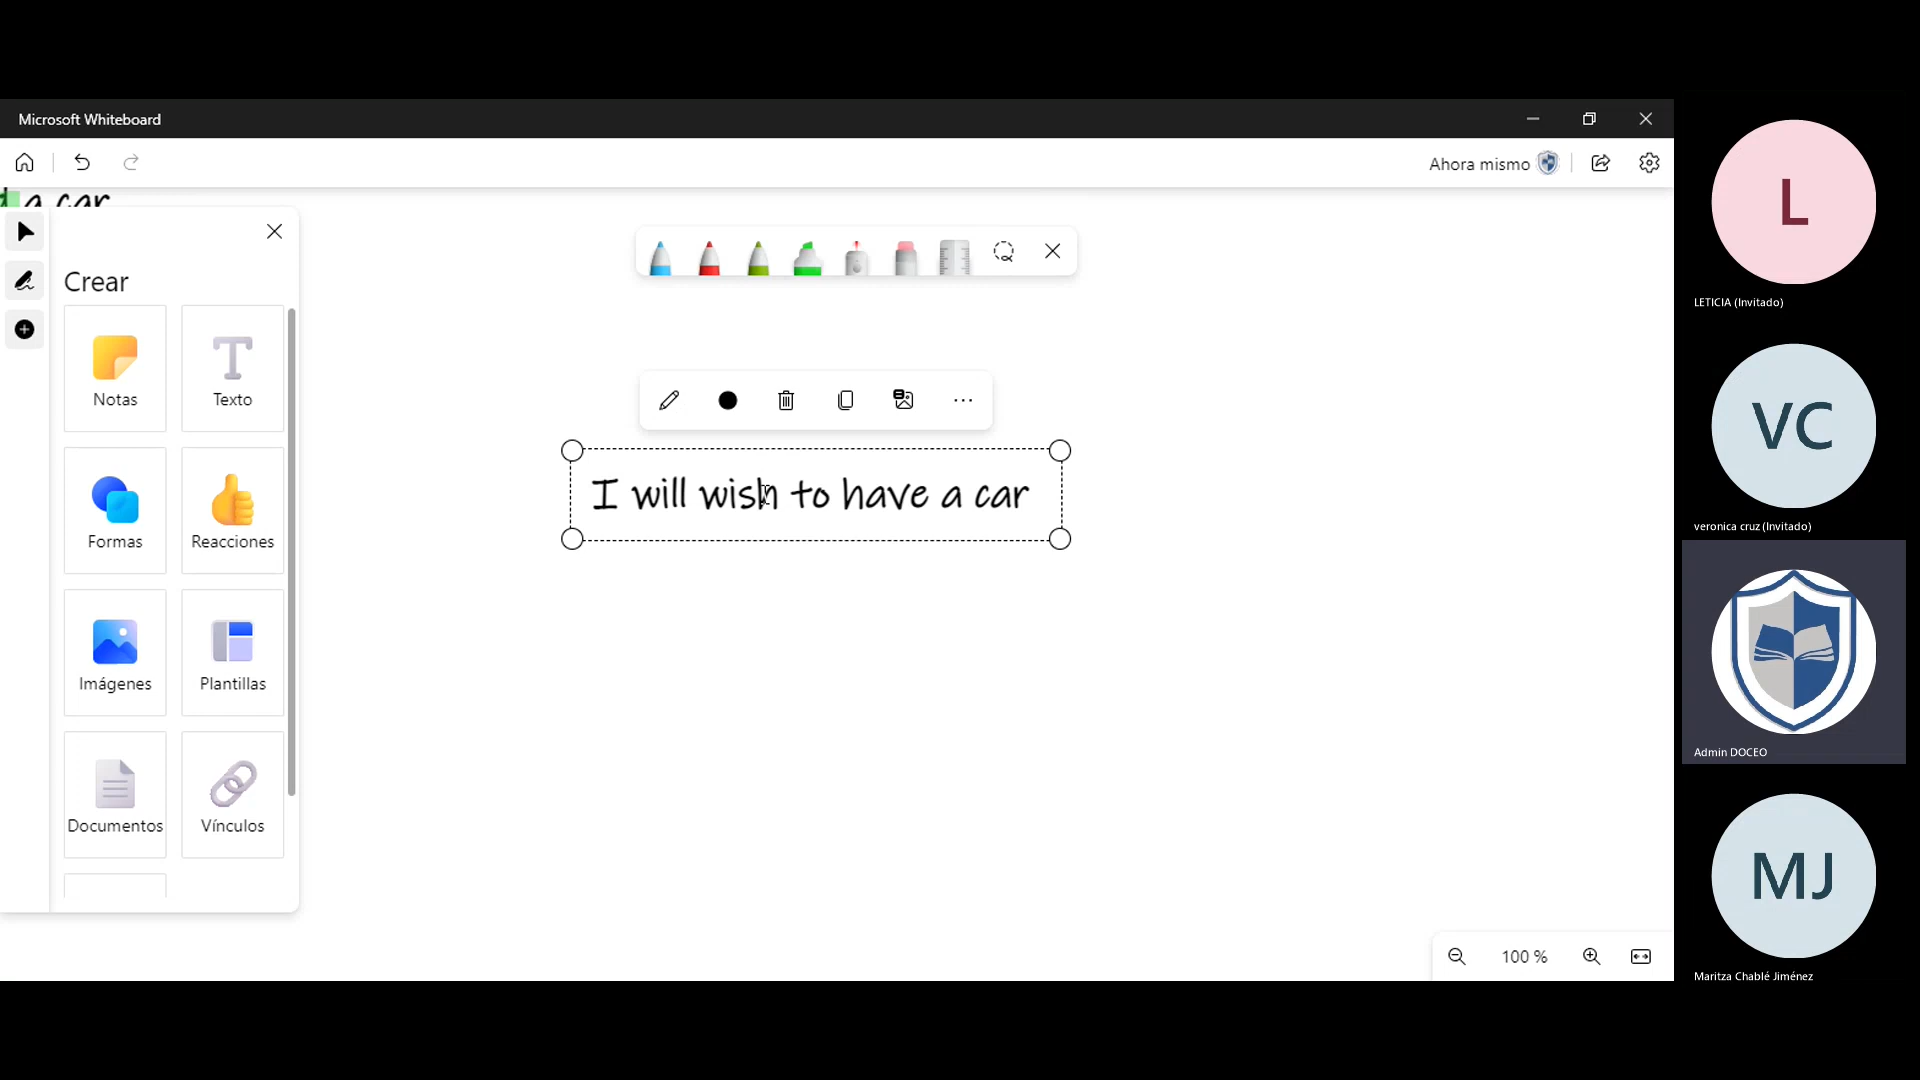 Microsoft Whiteboard
Ahora mismo
a car
Crear
Notas
Texto
Formas
Reacciones
Imágenes
Plantillas
Documentos
Vínculos
I will wish to have a car
100 %
L
LETICIA (Invitado)
VC
veronica cruz (Invitado)
Admin DOCEO
MJ
Maritza Chablé Jiménez